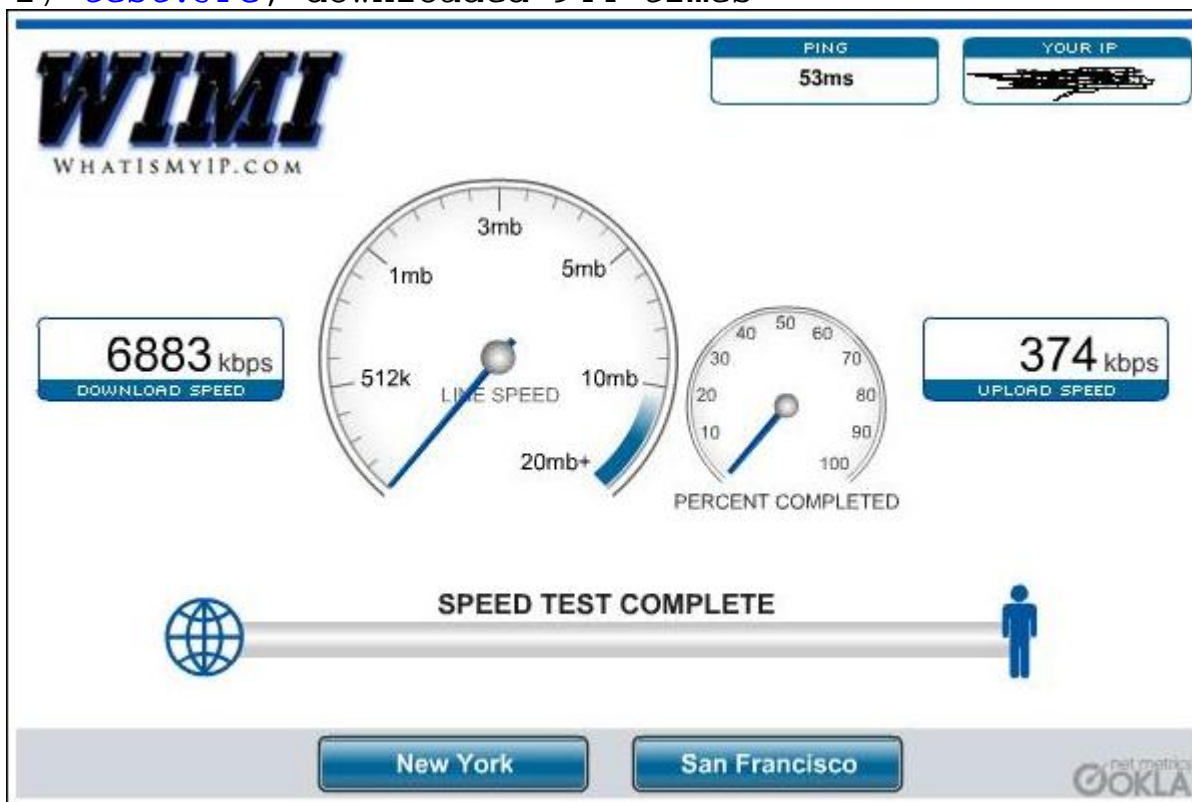 PING
53ms
YOUR IP
WIMI
WHATISMYIP.COM
3mb
1mb
5mb
512k
10mb
LINE SPEED
20mb+
6883 kbps
DOWNLOAD SPEED
50
40
60
30
70
20
80
10
90
100
PERCENT COMPLETED
374 kbps
UPLOAD SPEED
SPEED TEST COMPLETE
New York
San Francisco
net metrics
OOKLA